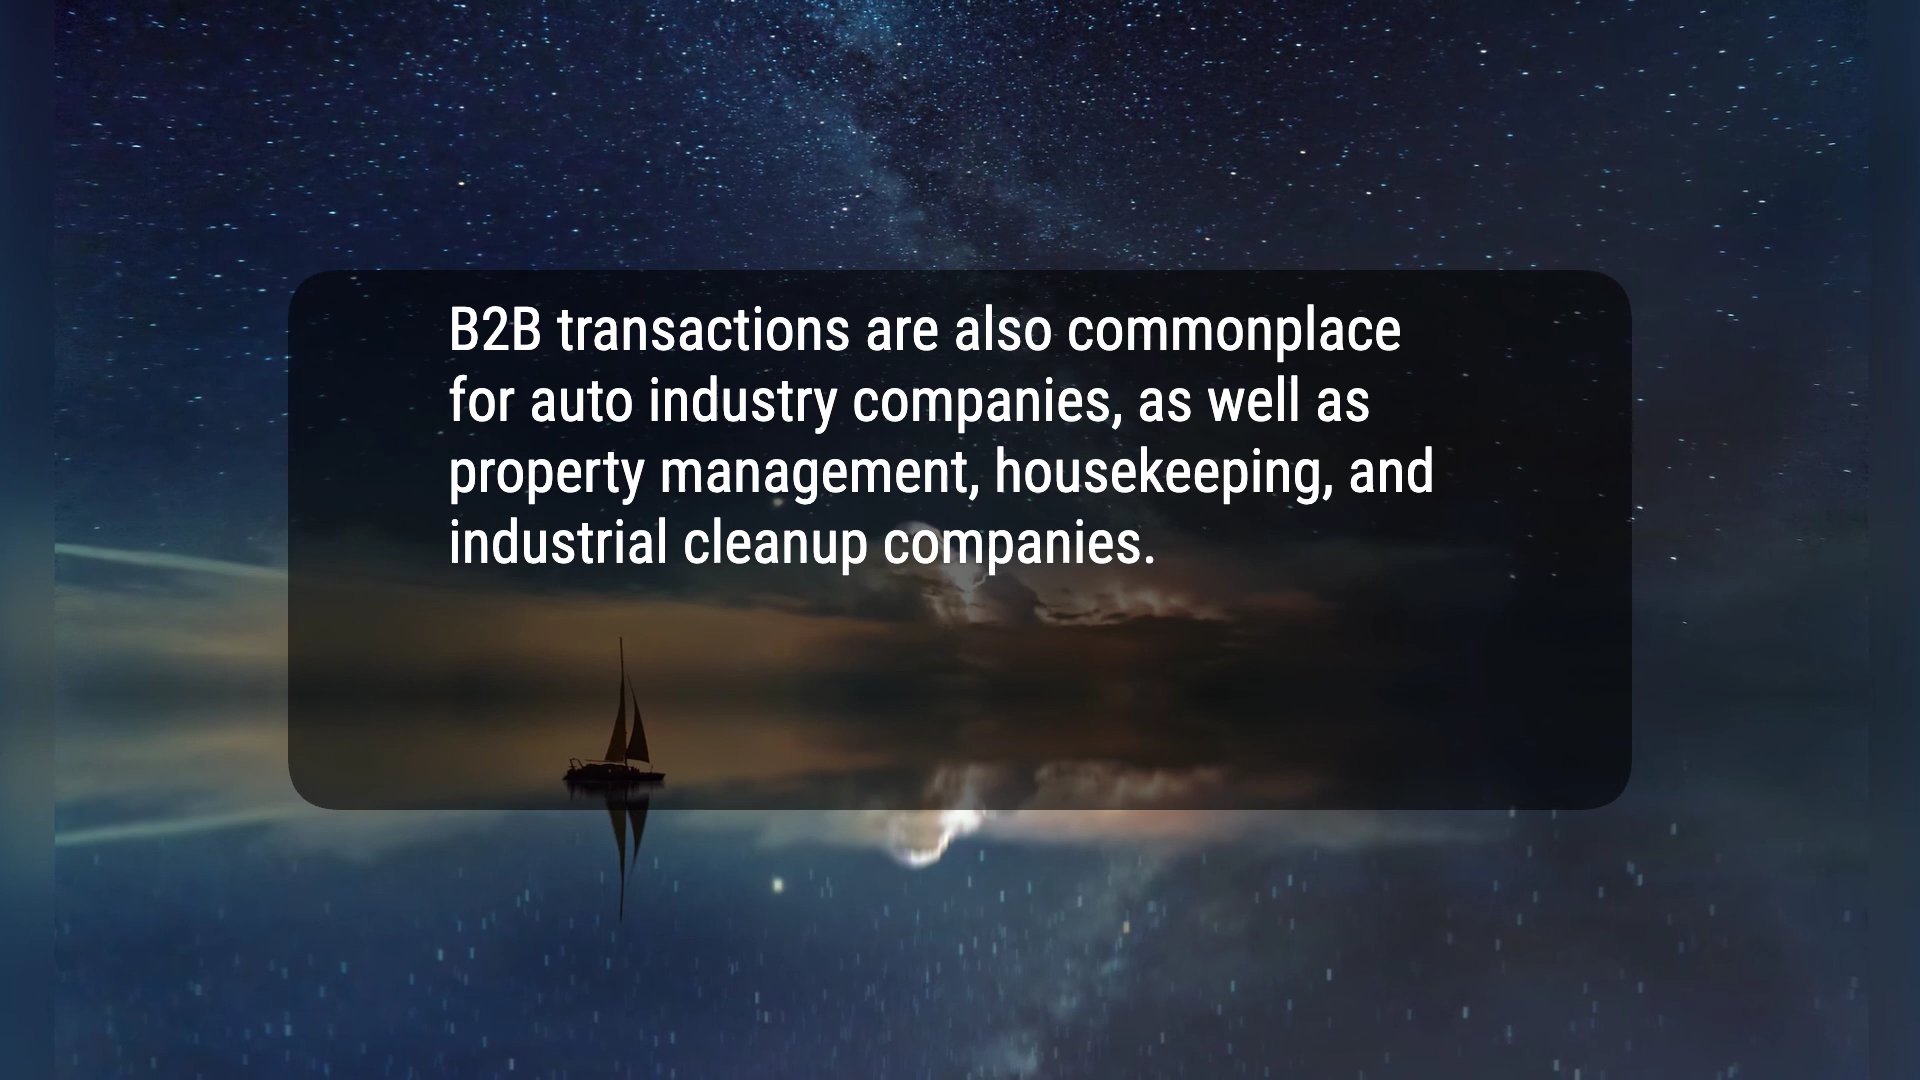 B2B transactions are also commonplace
for auto industry companies, as well as
property management, housekeeping, and
industrial cleanup companies.